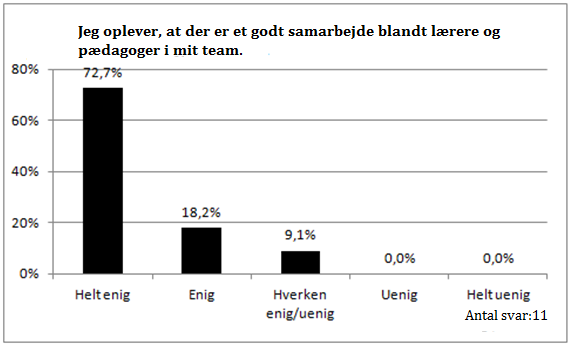 Jeg oplever, at der er et godt samarbejde blandt lærere og
pædagoger i mit team.
80%
60%
40%
20%
0%
72,7%
18,2%
9,1%
0,0%
0,0%
Helt enig
Enig
Hverken
enig/uenig
Uenig
Helt uenig
Antal svar:11